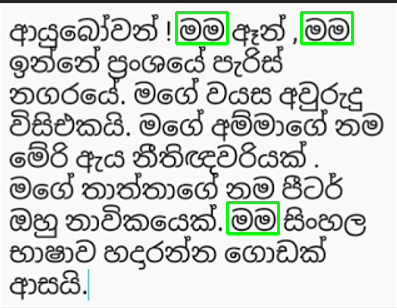 ආයුබෝවන් ! මම ඈන් , මම
ඉන්නේ ප්‍රංශයේ පැරිස්
නගරයේ. මගේ වයස අවුරුදු
විසිඑකයි. මගේ අම්මාගේ නම
මේරි ඇය නීතිඥවරියක් .
මගේ තාත්තාගේ නම පීටර්
ඔහු නාවිකයෙක්. මම සිංහල
භාෂාව හදාරන්න ගොඩක්
ආසයි.